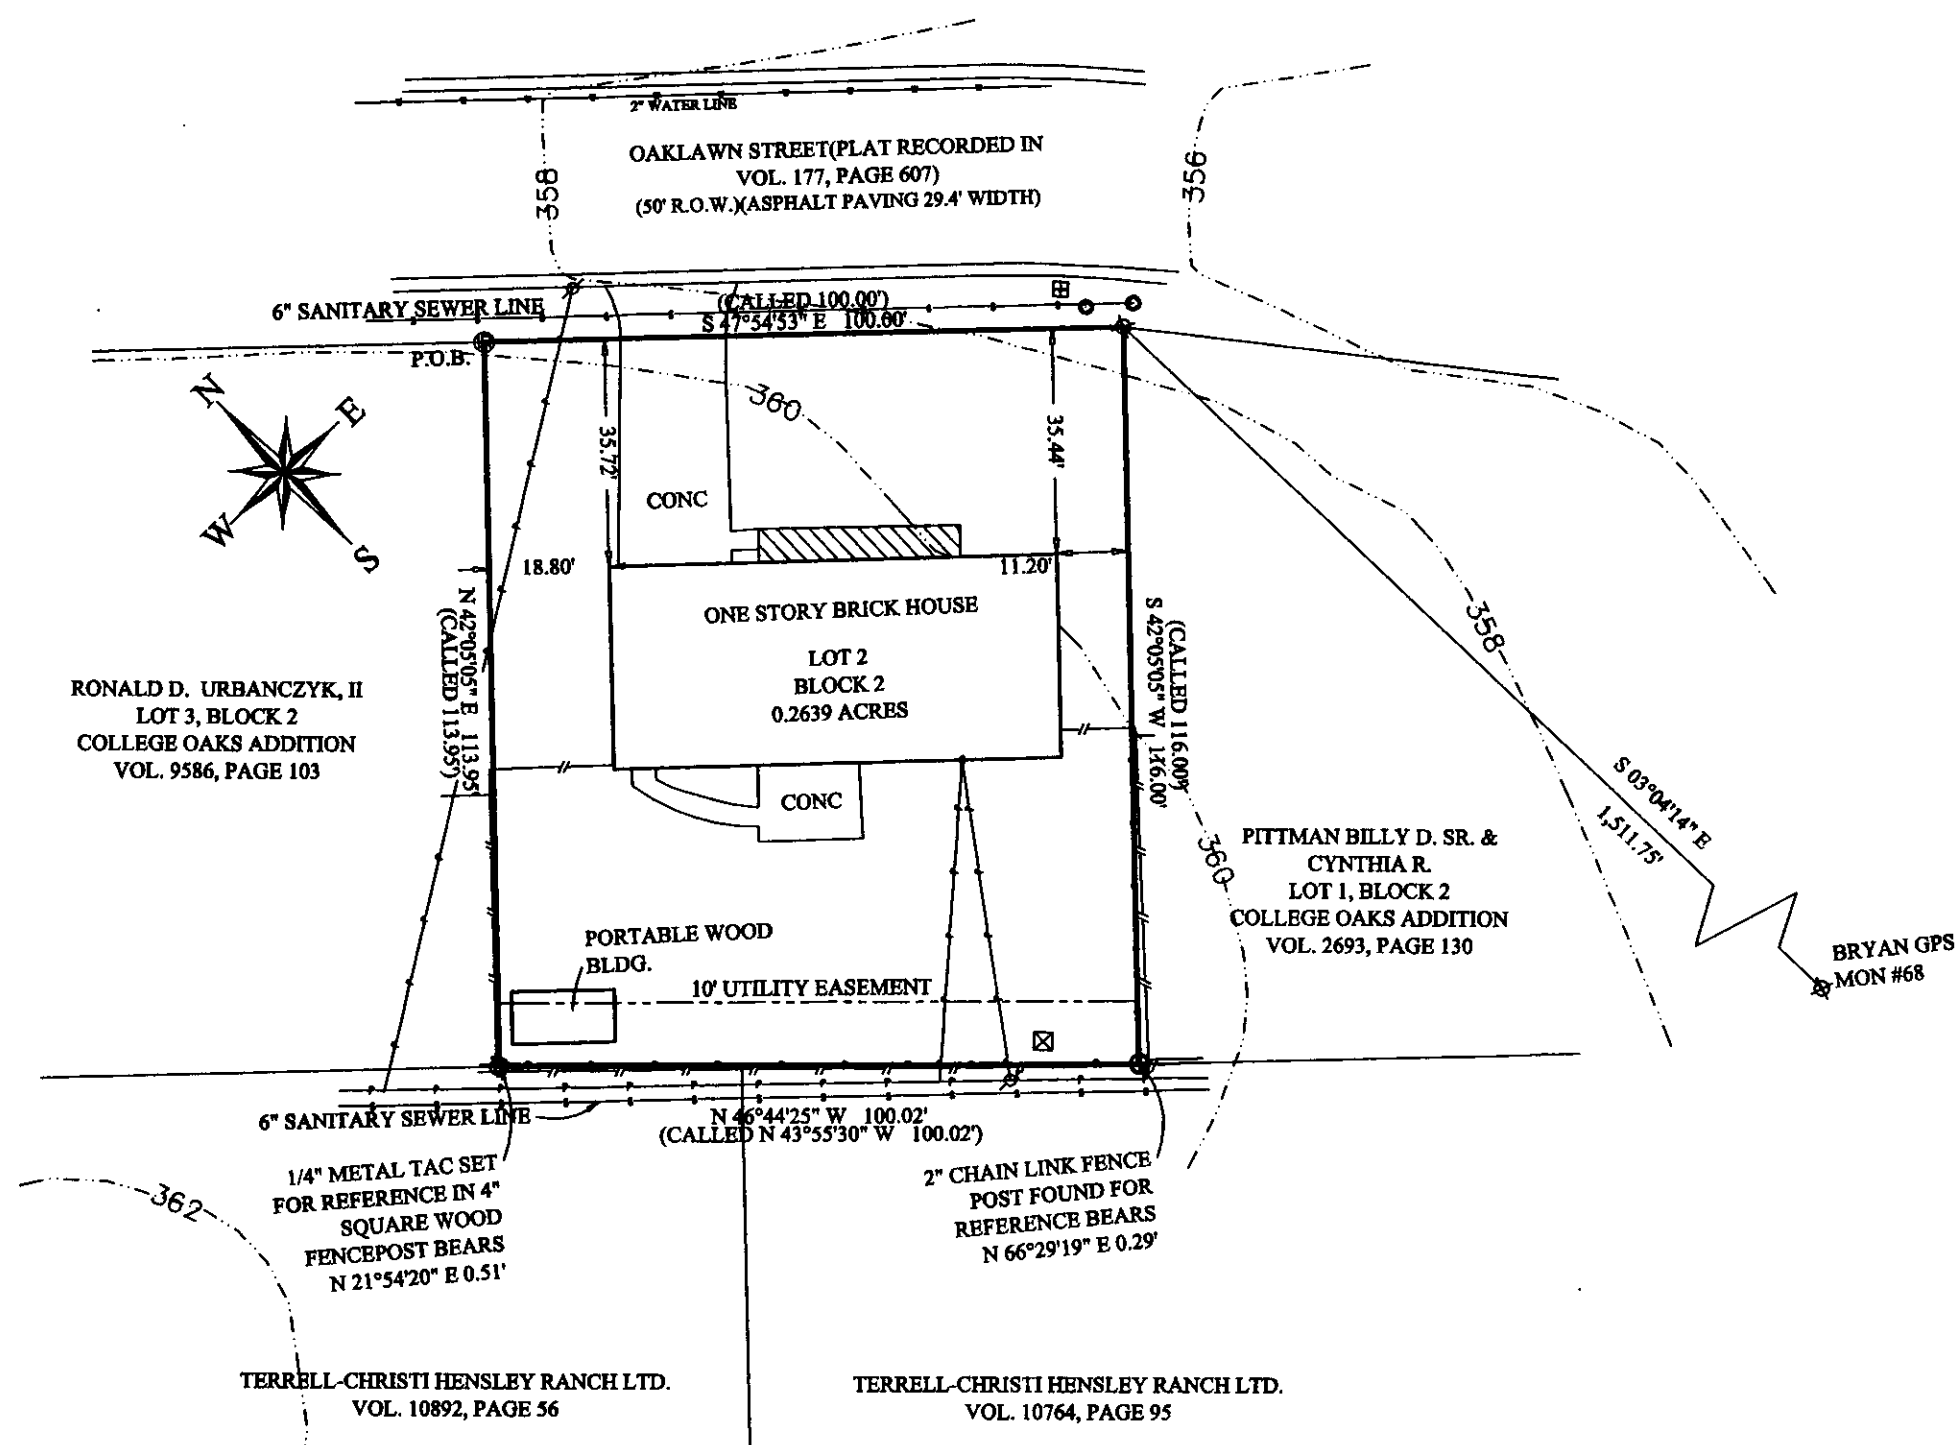 2" WATER LINE
OAKLAWN STREET(PLAT RECORDED IN
VOL. 177, PAGE 607)
(50' R.O.W.)(ASPHALT PAVING 29.4' WIDTH)
358
356
6" SANITARY SEWER LINE
(CALLED 100.00')
S 47°54'53" E 100.00'
P.O.B.
N
E
W
S
360
35.72'
35.44'
CONC
18.80'
11.20'
N 42°05'05" E 113.95'
(CALLED 113.95')
ONE STORY BRICK HOUSE
LOT 2
BLOCK 2
0.2639 ACRES
(CALLED 116.00')
S 42°05'05" W 116.00'
358
RONALD D. URBANCZYK, II
LOT 3, BLOCK 2
COLLEGE OAKS ADDITION
VOL. 9586, PAGE 103
CONC
S 03°04'14" E
1,511.75'
360
PITTMAN BILLY D. SR. &
CYNTHIA R.
LOT 1, BLOCK 2
COLLEGE OAKS ADDITION
VOL. 2693, PAGE 130
BRYAN GPS
MON #68
PORTABLE WOOD
BLDG.
10' UTILITY EASEMENT
6" SANITARY SEWER LINE
N 46°44'25" W 100.02'
(CALLED N 43°55'30" W 100.02')
1/4" METAL TAC SET
FOR REFERENCE IN 4"
SQUARE WOOD
FENCEPOST BEARS
N 21°54'20" E 0.51'
2" CHAIN LINK FENCE
POST FOUND FOR
REFERENCE BEARS
N 66°29'19" E 0.29'
362
TERRELL-CHRISTI HENSLEY RANCH LTD.
VOL. 10892, PAGE 56
TERRELL-CHRISTI HENSLEY RANCH LTD.
VOL. 10764, PAGE 95